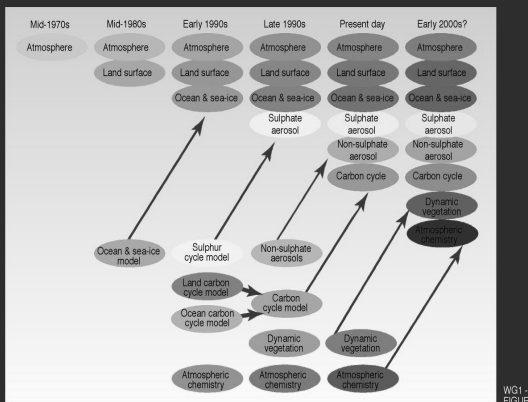 Mid-1970s Mid-1980s Early 1990s Late 1990s Present day Early 2000s?
Atmosphere Atmosphere Atmosphere Atmosphere Atmosphere Atmosphere
Land surface Land surface Land surface Land surface Land surface
Ocean & sea-ice Ocean & sea-ice Ocean & sea-ice Ocean & sea-ice
Sulphate Sulphate Sulphate
aerosol aerosol aerosol
Non-sulphate Non-sulphate
aerosol aerosol
Carbon cycle Carbon cycle
Dynamic
vegetation
Atmospheric
chemistry
Ocean & sea-ice Sulphur Non-sulphate
model cycle model aerosols
Land carbon
cycle model
Carbon
cycle model
Ocean carbon
cycle model
Dynamic Dynamic
vegetation vegetation
Atmospheric Atmospheric Atmospheric
chemistry chemistry chemistry
WG1 -
FIGUR